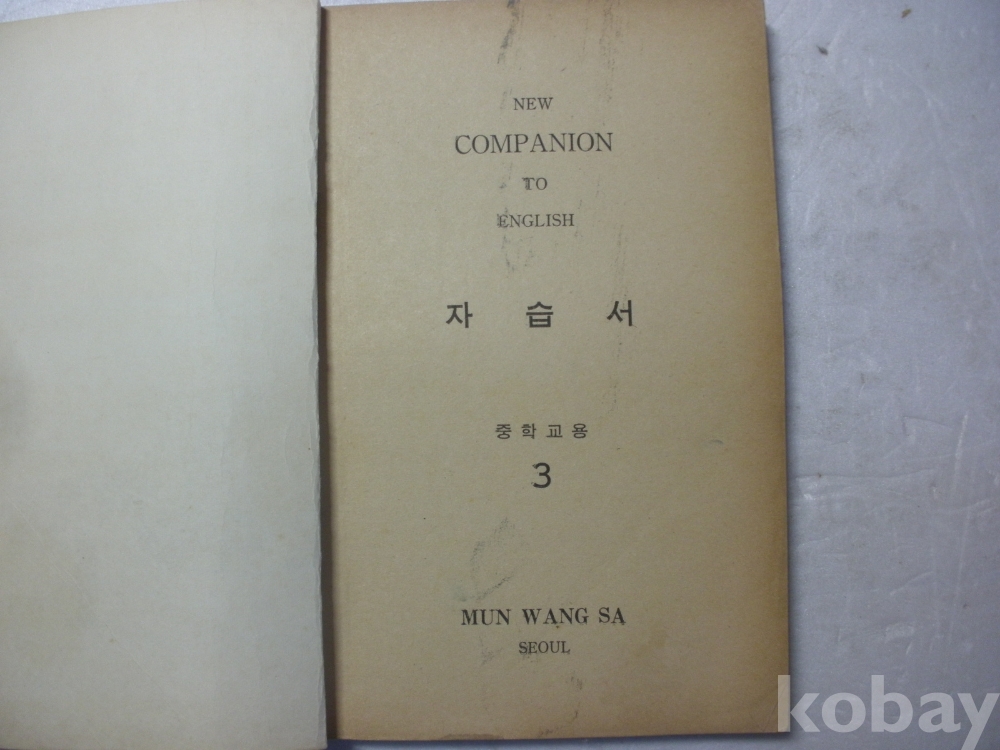 NEW
COMPANION
TO
ENGLISH
자 습 서
중학교용
3
MUN WANG SA
SEOUL
kobay